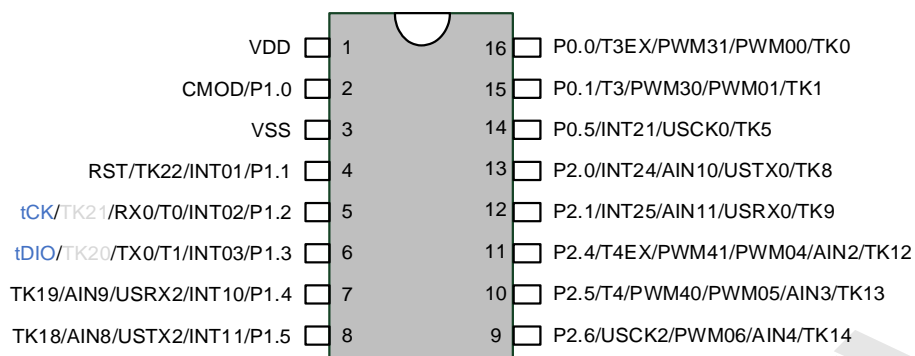 VDD 1 16 P0.0/T3EX/PWM31/PWM00/TK0
CMOD/P1.0 2 15 P0.1/T3/PWM30/PWM01/TK1
VSS 3 14 P0.5/INT21/USCK0/TK5
RST/TK22/INT01/P1.1 4 13 P2.0/INT24/AIN10/USTX0/TK8
tCK/TK21/RX0/T0/INT02/P1.2 5 12 P2.1/INT25/AIN11/USRX0/TK9
tDIO/TK20/TX0/T1/INT03/P1.3 6 11 P2.4/T4EX/PWM41/PWM04/AIN2/TK12
TK19/AIN9/USRX2/INT10/P1.4 7 10 P2.5/T4/PWM40/PWM05/AIN3/TK13
TK18/AIN8/USTX2/INT11/P1.5 8 9 P2.6/USCK2/PWM06/AIN4/TK14